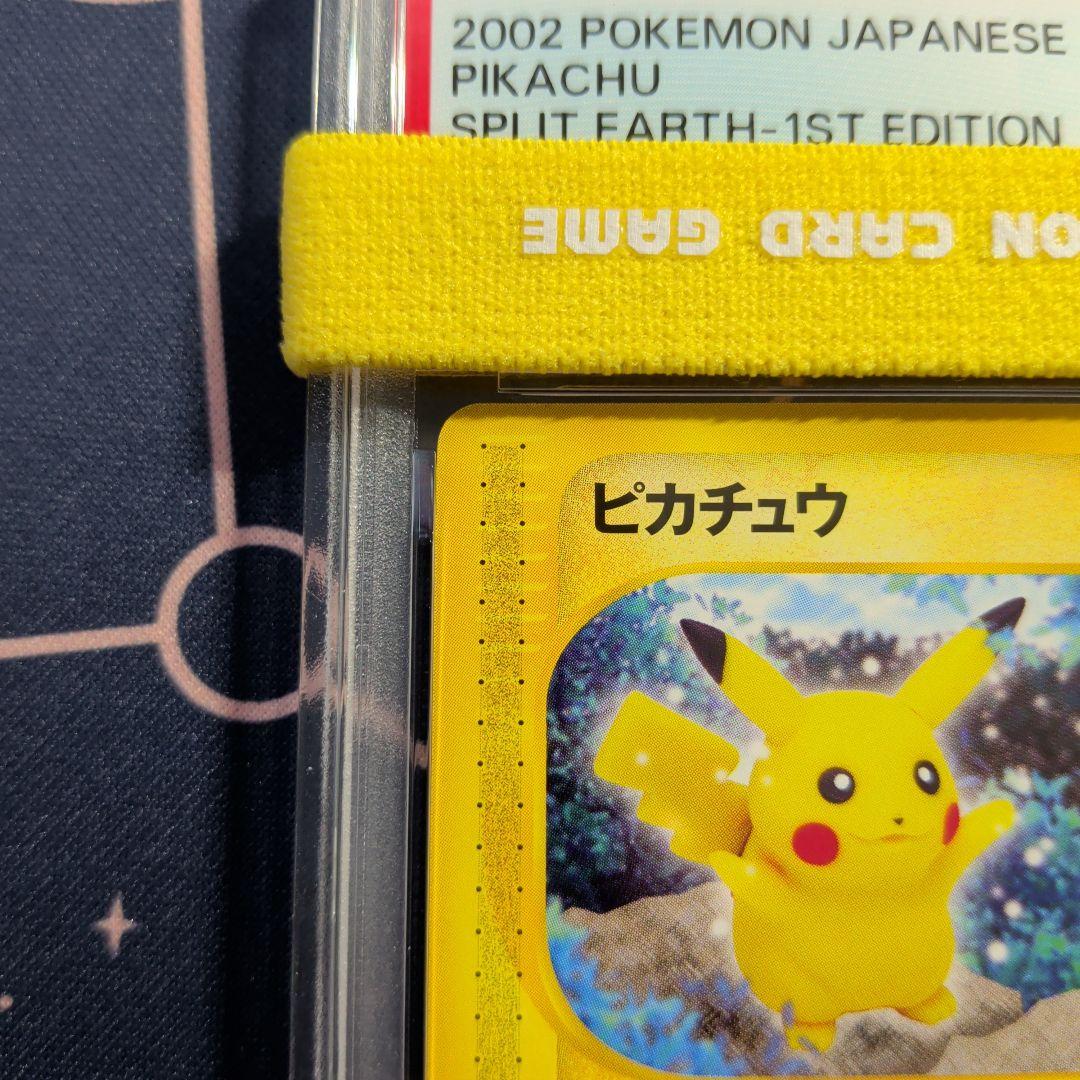 2002 POKEMON JAPANESE
PIKACHU
SPLIT EARTH-1ST EDITION
ON CARD GAME
ピカチュウ